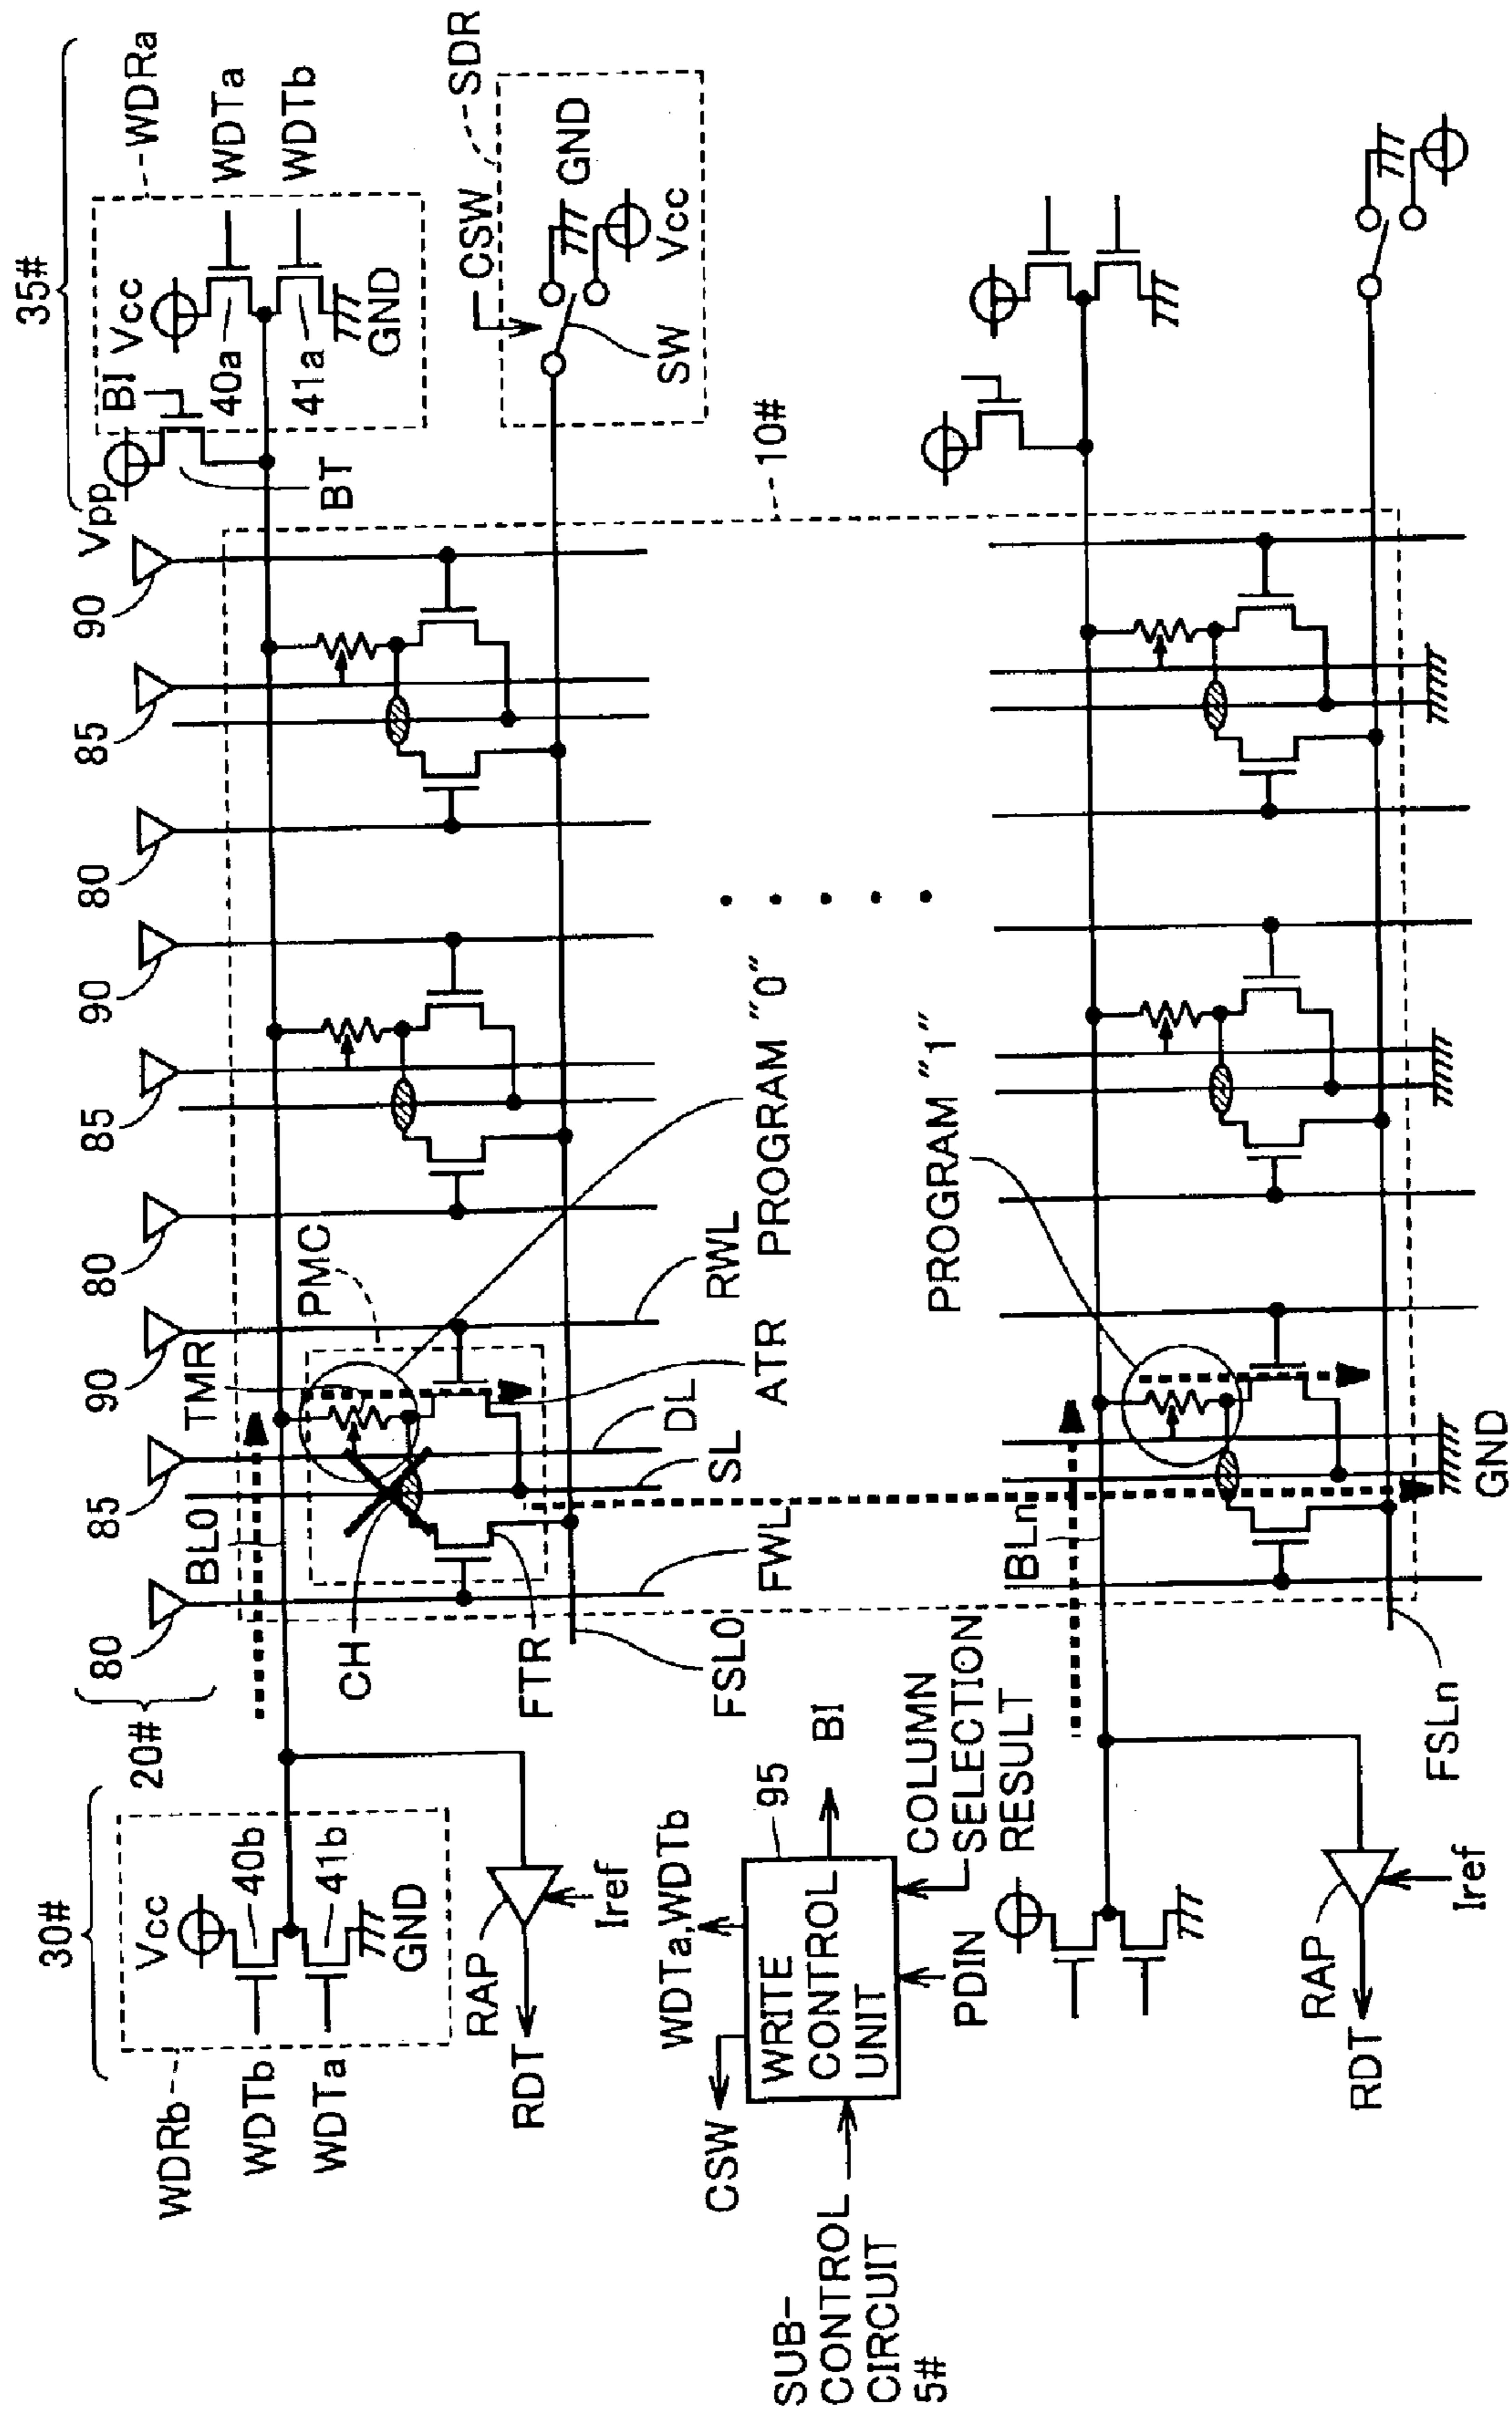 30#
WDRb
Vcc
40b
WDTb
41b
WDTa
GND
RAP
RDT
Iref
20#
80
85
90
80
85
90
80
85
90
BL0
TMR
PMC
CH
FTR
FSL0
FWL
SL
DL
ATR
RWL
PROGRAM "0"
35#
Vpp
BI
BT
Vcc
40a
41a
GND
WDRa
WDTa
WDTb
SDR
CSW
SW
GND
Vcc
10#
SUB-
CONTROL
CIRCUIT
5#
CSW
WDTa,WDTb
WRITE
CONTROL
UNIT
95
BI
PDIN
COLUMN
SELECTION
RESULT
PROGRAM "1"
BLn
GND
FSLn
RAP
RDT
Iref